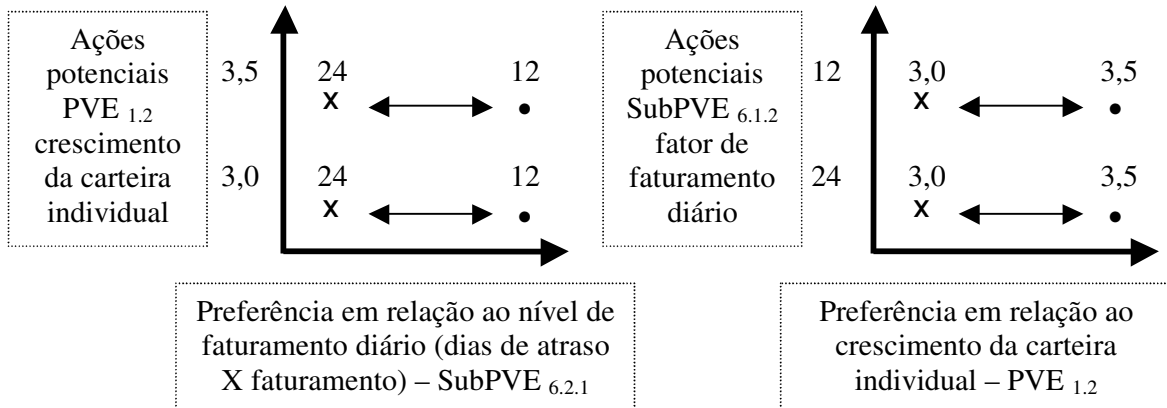 Ações
potenciais
PVE 1.2
crescimento
da carteira
individual
3,5
24
12
x
3,0
24
12
x
Preferência em relação ao nível de
faturamento diário (dias de atraso
X faturamento) – SubPVE 6.2.1
Ações
potenciais
SubPVE 6.1.2
fator de
faturamento
diário
12
3,0
3,5
x
24
3,0
3,5
x
Preferência em relação ao
crescimento da carteira
individual – PVE 1.2